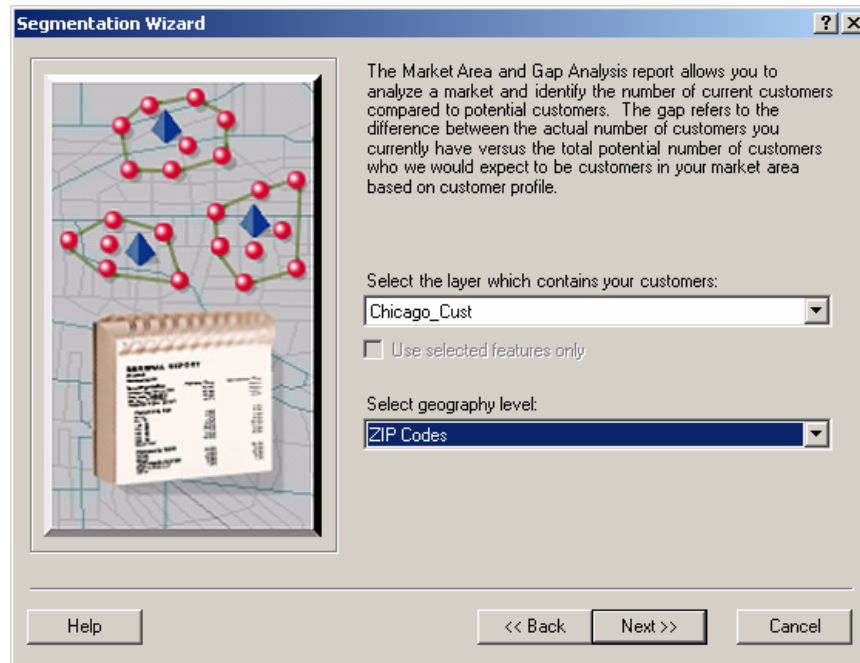 Segmentation Wizard
The Market Area and Gap Analysis report allows you to
analyze a market and identify the number of current customers
compared to potential customers. The gap refers to the
difference between the actual number of customers you
currently have versus the total potential number of customers
who we would expect to be customers in your market area
based on customer profile.
Select the layer which contains your customers:
Chicago_Cust
Use selected features only
Select geography level:
ZIP Codes
Help
<< Back
Next >>
Cancel